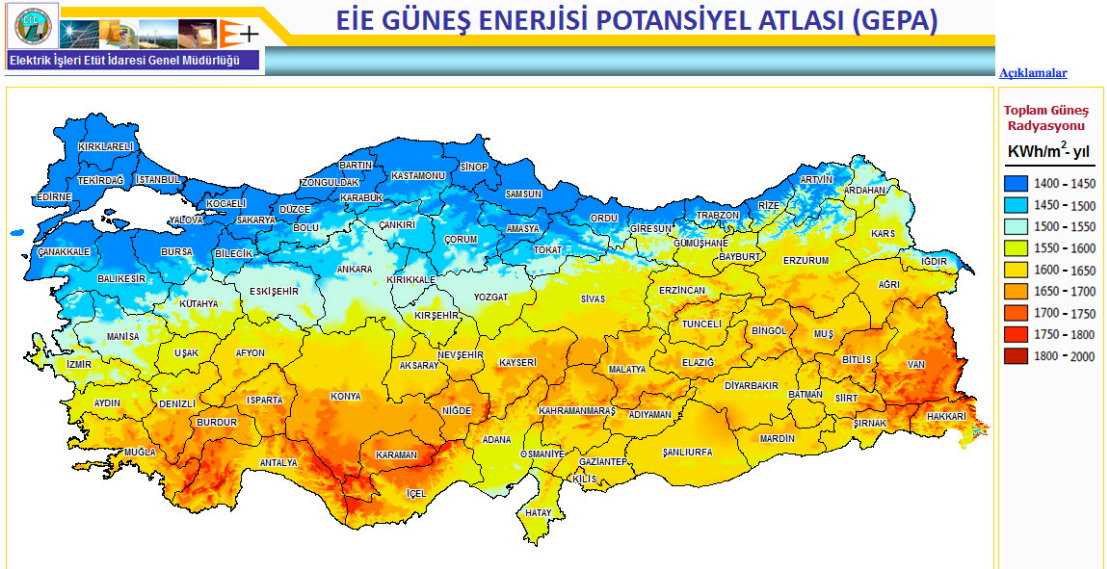 EİE GÜNEŞ ENERJİSİ POTANSİYEL ATLASI (GEPA)
EİE
E+
Elektrik İşleri Etüt İdaresi Genel Müdürlüğü
Açıklamalar
Toplam Güneş
Radyasyonu
KWh/m²- yıl
1400 - 1450
1450 - 1500
1500 - 1550
1550 - 1600
1600 - 1650
1650 - 1700
1700 - 1750
1750 - 1800
1800 - 2000
KIRKLARELİ
TEKİRDAĞ
İSTANBUL
EDİRNE
KOCAELİ
YALOVA
SAKARYA
DÜZCE
ZONGULDAK
BARTIN
KARABÜK
KASTAMONU
SİNOP
SAMSUN
BOLU
ÇANKIRI
ÇORUM
AMASYA
TOKAT
ORDU
GİRESUN
TRABZON
RİZE
ARTVİN
ARDAHAN
KARS
GÜMÜŞHANE
BAYBURT
ERZURUM
IĞDIR
AĞRI
ÇANAKKALE
BURSA
BİLECİK
BALIKESİR
KÜTAHYA
ESKİŞEHİR
ANKARA
KIRIKKALE
YOZGAT
KIRŞEHİR
SİVAS
ERZİNCAN
TUNCELİ
BİNGÖL
MUŞ
BİTLİS
VAN
MANİSA
İZMİR
UŞAK
AFYON
AKSARAY
NEVŞEHİR
KAYSERİ
MALATYA
ELAZIĞ
DİYARBAKIR
BATMAN
SİİRT
ŞIRNAK
HAKKARİ
AYDIN
DENİZLİ
ISPARTA
BURDUR
KONYA
NİĞDE
KAHRAMANMARAŞ
ADIYAMAN
MARDİN
ŞANLIURFA
MUĞLA
ANTALYA
KARAMAN
İÇEL
ADANA
OSMANİYE
GAZİANTEP
KİLİS
HATAY